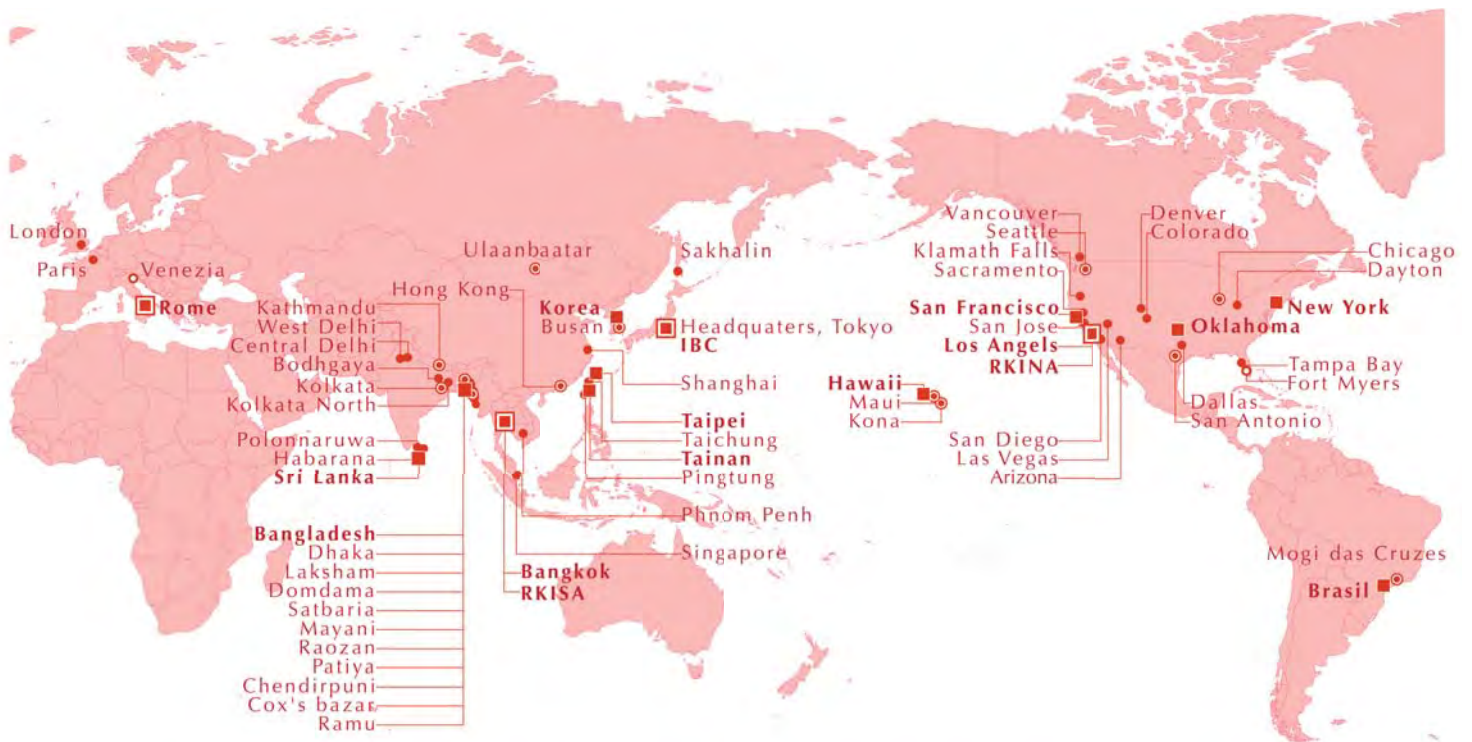 London
Paris
Venezia
Rome
Kathmandu
West Delhi
Central Delhi
Bodhgaya
Kolkata
Kolkata North
Polonnaruwa
Habarana
Sri Lanka
Bangladesh
Dhaka
Laksham
Domdama
Satbaria
Mayani
Raozan
Patiya
Chendirpuni
Cox's bazar
Ramu
Ulaanbaatar
Hong Kong
Sakhalin
Korea
Busan
Headquaters, Tokyo
IBC
Shanghai
Taipei
Taichung
Tainan
Pingtung
Phnom Penh
Singapore
Bangkok
RKISA
Vancouver
Seattle
Klamath Falls
Sacramento
San Francisco
San Jose
Los Angels
RKINA
Hawaii
Maui
Kona
San Diego
Las Vegas
Arizona
Denver
Colorado
Chicago
Dayton
New York
Oklahoma
Tampa Bay
Fort Myers
Dallas
San Antonio
Mogi das Cruzes
Brasil